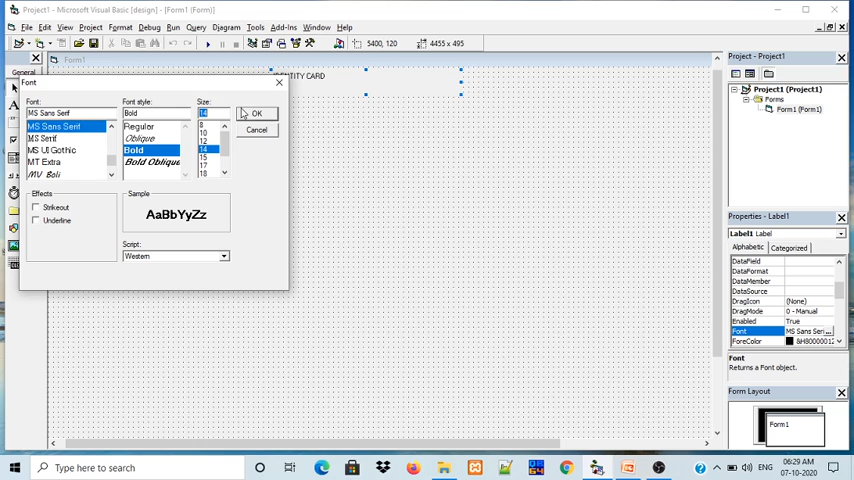 Project1 - Microsoft Visual Basic [design] - [Form1 (Form)]
File Edit View Project Format Debug Run Query Diagram Tools Add-Ins Window Help
5400, 120
4455 x 495
General
Form1
IDENTITY CARD
Font
Font:
MS Sans Serif
MS Sans Serif
MS Serif
MS UI Gothic
MT Extra
MV Boli
Font style:
Bold
Regular
Oblique
Bold
Bold Oblique
Size:
14
8
10
12
14
15
17
18
OK
Cancel
Effects
Strikeout
Underline
Sample
AaBbYyZz
Script:
Western
Project - Project1
Project1 (Project1)
Forms
Form1 (Form1)
Properties - Label1
Label1 Label
Alphabetic Categorized
DataField
DataFormat
DataMember
DataSource
DragIcon (None)
DragMode 0 - Manual
Enabled True
Font MS Sans Seri ...
ForeColor &H80000012
Font
Returns a Font object.
Form Layout
Form1
Type here to search
ENG
06:29 AM
07-10-2020